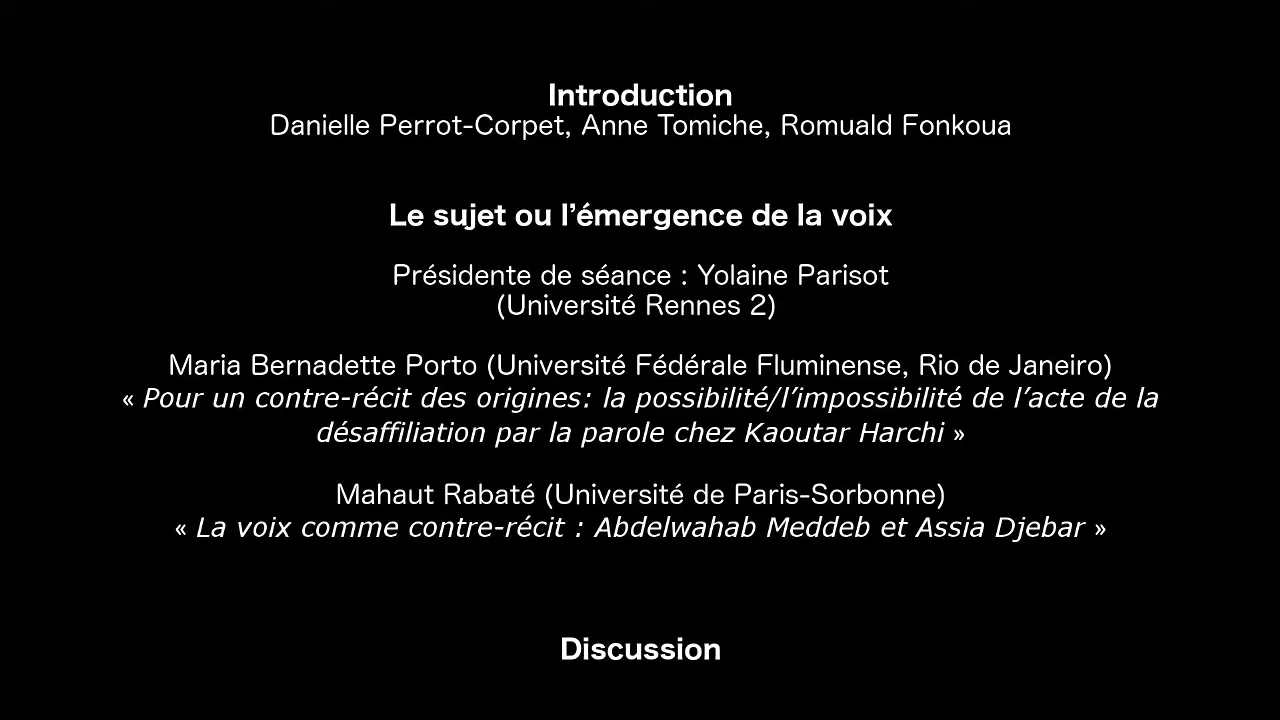 Introduction
Danielle Perrot-Corpet, Anne Tomiche, Romuald Fonkoua
Le sujet ou l’émergence de la voix
Présidente de séance : Yolaine Parisot
(Université Rennes 2)
Maria Bernadette Porto (Université Fédérale Fluminense, Rio de Janeiro)
« Pour un contre-récit des origines: la possibilité/l’impossibilité de l’acte de la
désaffiliation par la parole chez Kaoutar Harchi »
Mahaut Rabaté (Université de Paris-Sorbonne)
« La voix comme contre-récit : Abdelwahab Meddeb et Assia Djebar »
Discussion